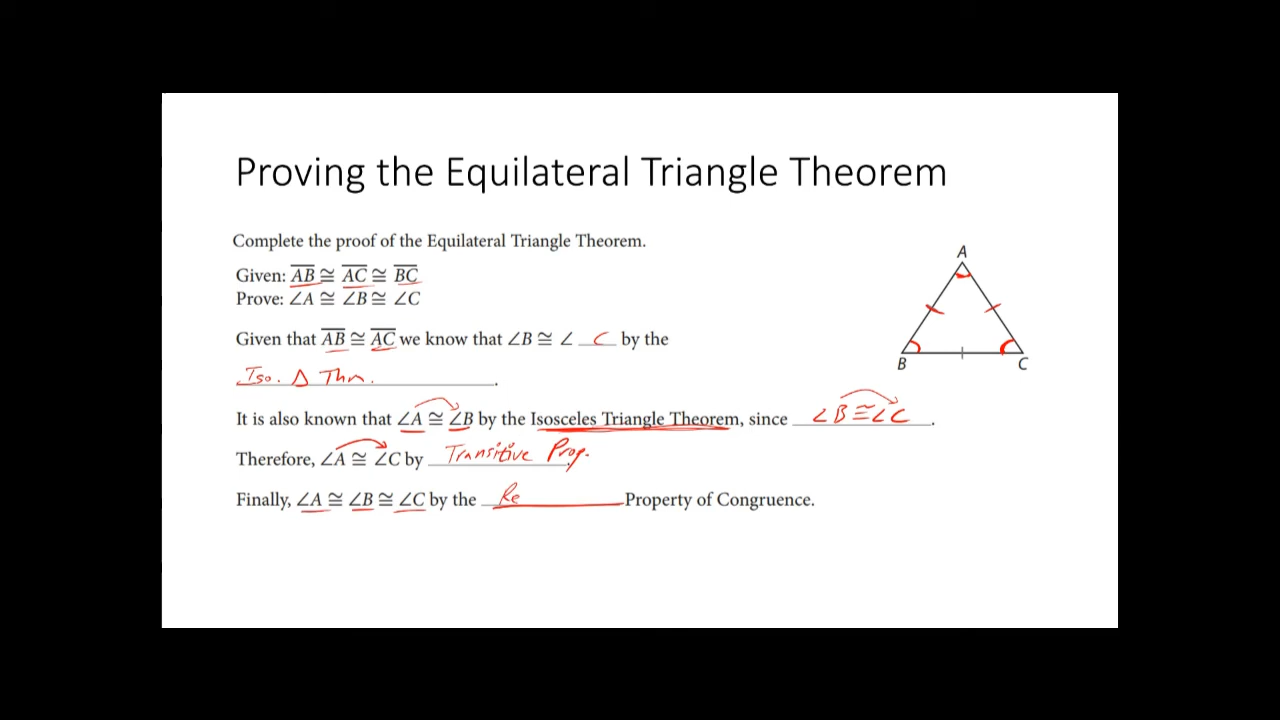 Proving the Equilateral Triangle Theorem
Complete the proof of the Equilateral Triangle Theorem.
Given: AB ≅ AC ≅ BC
Prove: ∠A ≅ ∠B ≅ ∠C
Given that AB ≅ AC we know that ∠B ≅ ∠ C by the
Iso. Δ Thm.
It is also known that ∠A ≅ ∠B by the Isosceles Triangle Theorem, since ∠B ≅ ∠C.
Therefore, ∠A ≅ ∠C by Transitive Prop.
Finally, ∠A ≅ ∠B ≅ ∠C by the Re Property of Congruence.
A
B
C